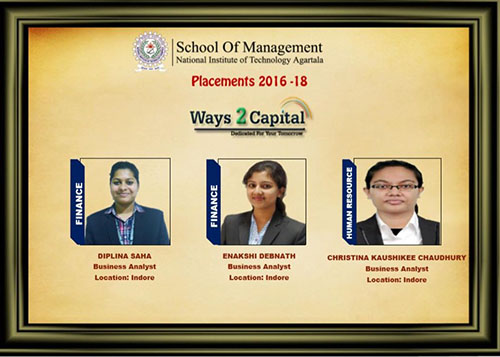 School Of Management
National Institute of Technology Agartala
Placements 2016 -18
Ways 2 Capital
Dedicated For Your Tomorrow
FINANCE
FINANCE
HUMAN RESOURCE
DIPLINA SAHA
Business Analyst
Location: Indore
ENAKSHI DEBNATH
Business Analyst
Location: Indore
CHRISTINA KAUSHIKEE CHAUDHURY
Business Analyst
Location: Indore